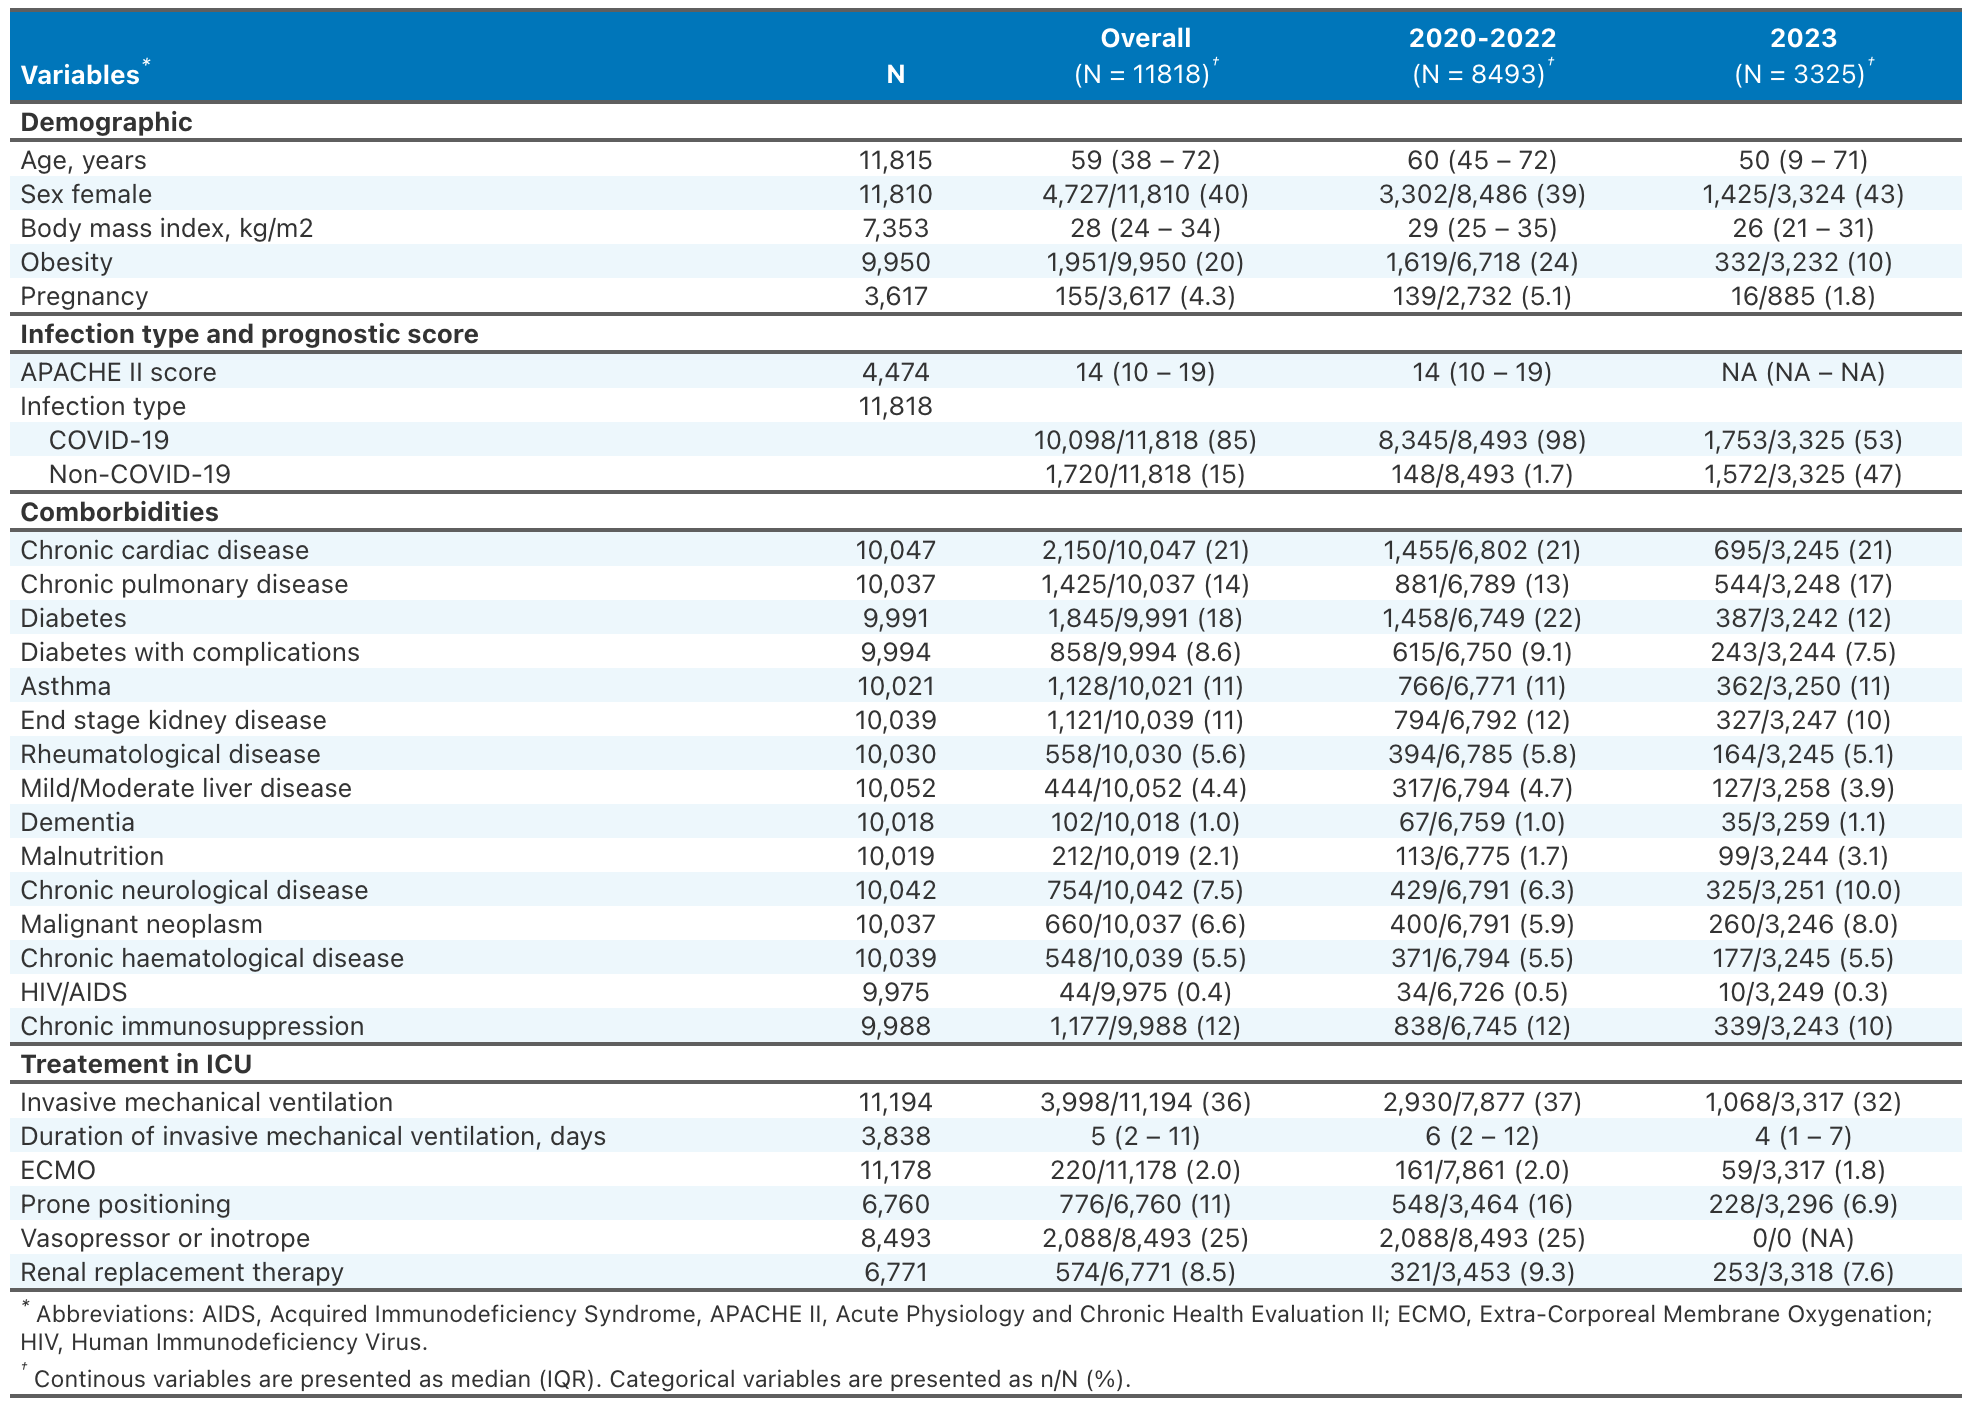 Overall 2020-2022 2023
Variables* N (N = 11818)† (N = 8493)† (N = 3325)†
Demographic
Age, years 11,815 59 (38 – 72) 60 (45 – 72) 50 (9 – 71)
Sex female 11,810 4,727/11,810 (40) 3,302/8,486 (39) 1,425/3,324 (43)
Body mass index, kg/m2 7,353 28 (24 – 34) 29 (25 – 35) 26 (21 – 31)
Obesity 9,950 1,951/9,950 (20) 1,619/6,718 (24) 332/3,232 (10)
Pregnancy 3,617 155/3,617 (4.3) 139/2,732 (5.1) 16/885 (1.8)
Infection type and prognostic score
APACHE II score 4,474 14 (10 – 19) 14 (10 – 19) NA (NA – NA)
Infection type 11,818
COVID-19 10,098/11,818 (85) 8,345/8,493 (98) 1,753/3,325 (53)
Non-COVID-19 1,720/11,818 (15) 148/8,493 (1.7) 1,572/3,325 (47)
Comborbidities
Chronic cardiac disease 10,047 2,150/10,047 (21) 1,455/6,802 (21) 695/3,245 (21)
Chronic pulmonary disease 10,037 1,425/10,037 (14) 881/6,789 (13) 544/3,248 (17)
Diabetes 9,991 1,845/9,991 (18) 1,458/6,749 (22) 387/3,242 (12)
Diabetes with complications 9,994 858/9,994 (8.6) 615/6,750 (9.1) 243/3,244 (7.5)
Asthma 10,021 1,128/10,021 (11) 766/6,771 (11) 362/3,250 (11)
End stage kidney disease 10,039 1,121/10,039 (11) 794/6,792 (12) 327/3,247 (10)
Rheumatological disease 10,030 558/10,030 (5.6) 394/6,785 (5.8) 164/3,245 (5.1)
Mild/Moderate liver disease 10,052 444/10,052 (4.4) 317/6,794 (4.7) 127/3,258 (3.9)
Dementia 10,018 102/10,018 (1.0) 67/6,759 (1.0) 35/3,259 (1.1)
Malnutrition 10,019 212/10,019 (2.1) 113/6,775 (1.7) 99/3,244 (3.1)
Chronic neurological disease 10,042 754/10,042 (7.5) 429/6,791 (6.3) 325/3,251 (10.0)
Malignant neoplasm 10,037 660/10,037 (6.6) 400/6,791 (5.9) 260/3,246 (8.0)
Chronic haematological disease 10,039 548/10,039 (5.5) 371/6,794 (5.5) 177/3,245 (5.5)
HIV/AIDS 9,975 44/9,975 (0.4) 34/6,726 (0.5) 10/3,249 (0.3)
Chronic immunosuppression 9,988 1,177/9,988 (12) 838/6,745 (12) 339/3,243 (10)
Treatement in ICU
Invasive mechanical ventilation 11,194 3,998/11,194 (36) 2,930/7,877 (37) 1,068/3,317 (32)
Duration of invasive mechanical ventilation, days 3,838 5 (2 – 11) 6 (2 – 12) 4 (1 – 7)
ECMO 11,178 220/11,178 (2.0) 161/7,861 (2.0) 59/3,317 (1.8)
Prone positioning 6,760 776/6,760 (11) 548/3,464 (16) 228/3,296 (6.9)
Vasopressor or inotrope 8,493 2,088/8,493 (25) 2,088/8,493 (25) 0/0 (NA)
Renal replacement therapy 6,771 574/6,771 (8.5) 321/3,453 (9.3) 253/3,318 (7.6)
* Abbreviations: AIDS, Acquired Immunodeficiency Syndrome, APACHE II, Acute Physiology and Chronic Health Evaluation II; ECMO, Extra-Corporeal Membrane Oxygenation;
HIV, Human Immunodeficiency Virus.
† Continous variables are presented as median (IQR). Categorical variables are presented as n/N (%).